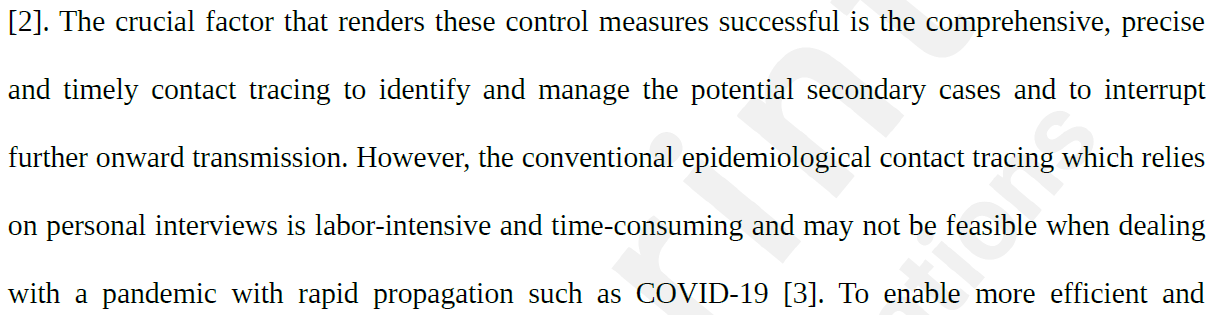 [2]. The crucial factor that renders these control measures successful is the comprehensive, precise
and timely contact tracing to identify and manage the potential secondary cases and to interrupt
further onward transmission. However, the conventional epidemiological contact tracing which relies
on personal interviews is labor-intensive and time-consuming and may not be feasible when dealing
with a pandemic with rapid propagation such as COVID-19 [3]. To enable more efficient and